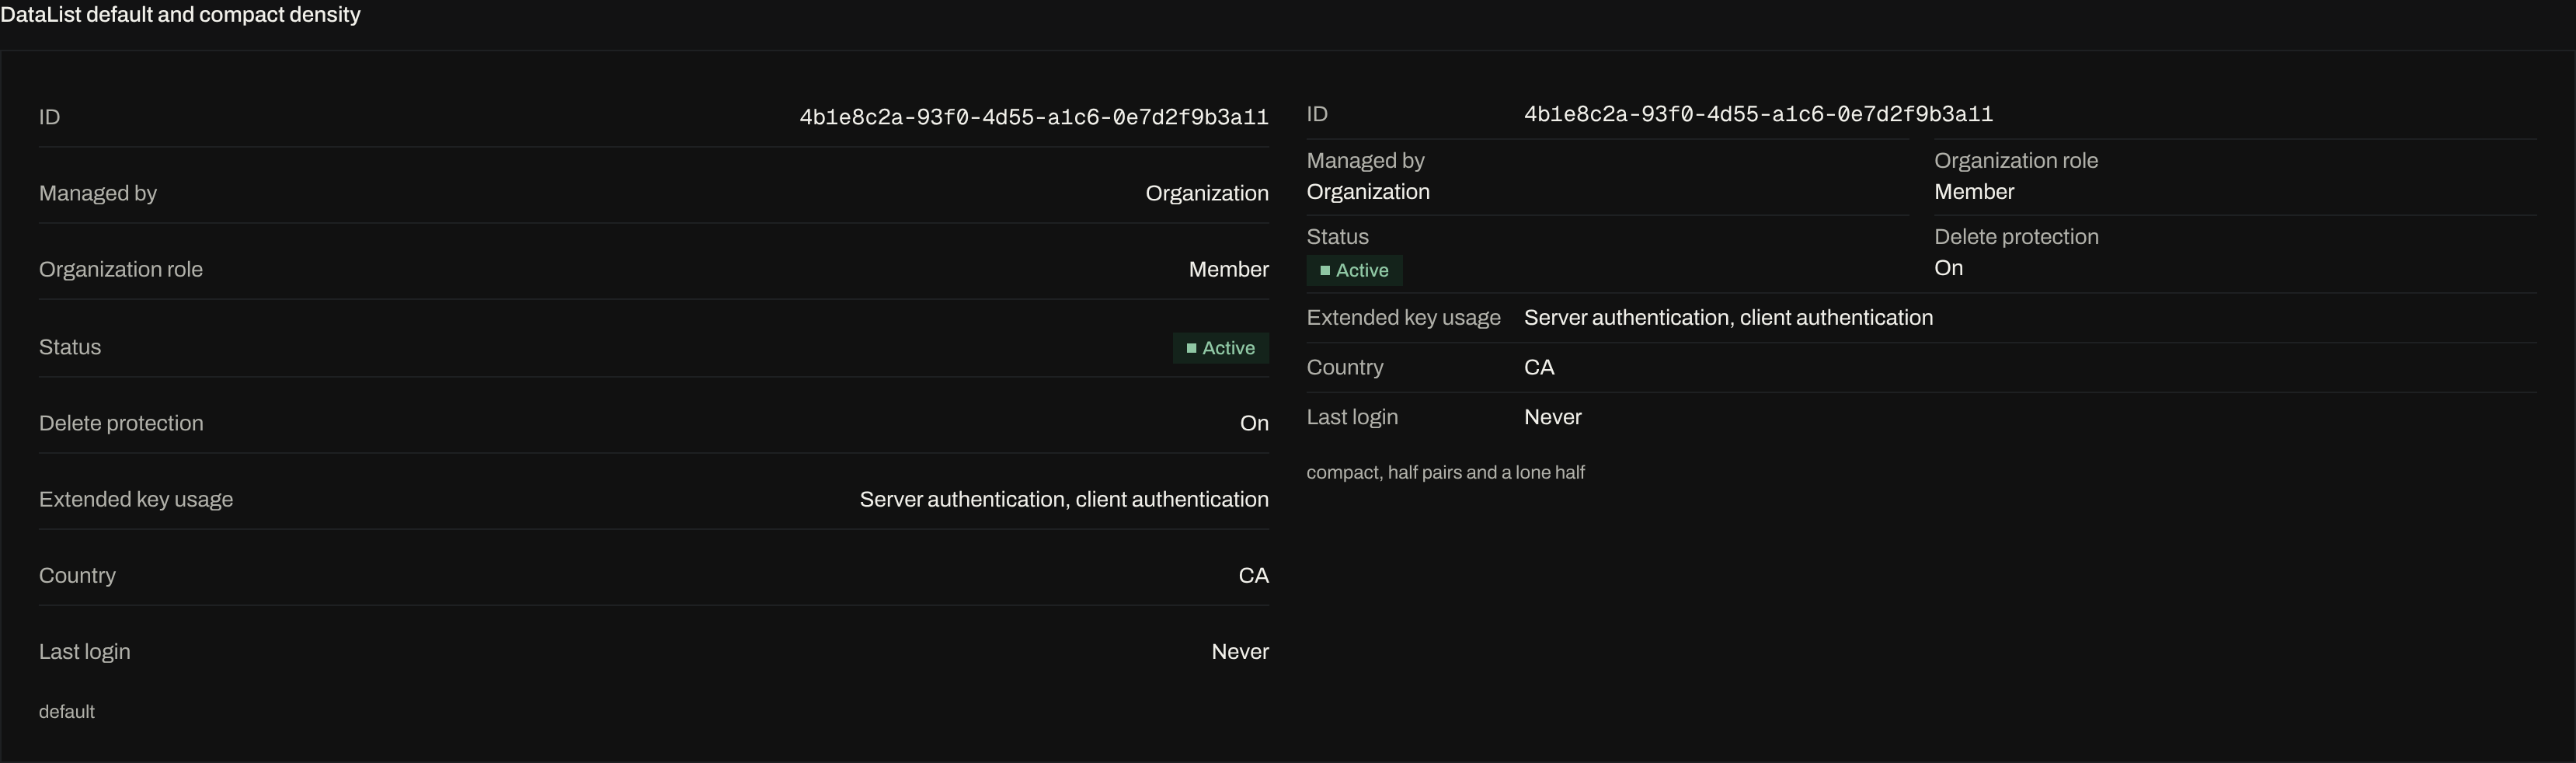 DataList default and compact density
ID 4b1e8c2a-93f0-4d55-a1c6-0e7d2f9b3a11
Managed by Organization
Organization role Member
Status Active
Delete protection On
Extended key usage Server authentication, client authentication
Country CA
Last login Never
default
ID 4b1e8c2a-93f0-4d55-a1c6-0e7d2f9b3a11
Managed by Organization role
Organization Member
Status Delete protection
Active On
Extended key usage Server authentication, client authentication
Country CA
Last login Never
compact, half pairs and a lone half